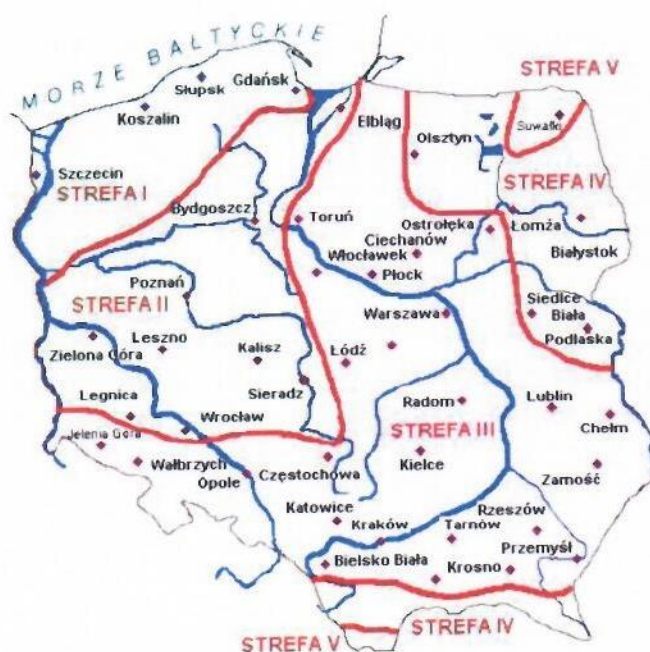 MORZE BAŁTYCKIE
STREFA V
Słupsk
Gdańsk
Koszalin
Elbląg
Suwałki
Olsztyn
Szczecin
STREFA I
STREFA IV
Bydgoszcz
Toruń
Ostrołęka
Łomża
Ciechanów
Włocławek
Białystok
Płock
Poznań
STREFA II
Siedlce
Warszawa
Biała
Podlaska
Leszno
Zielona Góra
Kalisz
Łódź
Sieradz
Legnica
Radom
Lublin
Wrocław
Chełm
Jelenia Góra
STREFA III
Wałbrzych
Częstochowa
Kielce
Opole
Zamość
Katowice
Rzeszów
Kraków
Tarnów
Przemyśl
Bielsko Biała
Krosno
STREFA IV
STREFA V